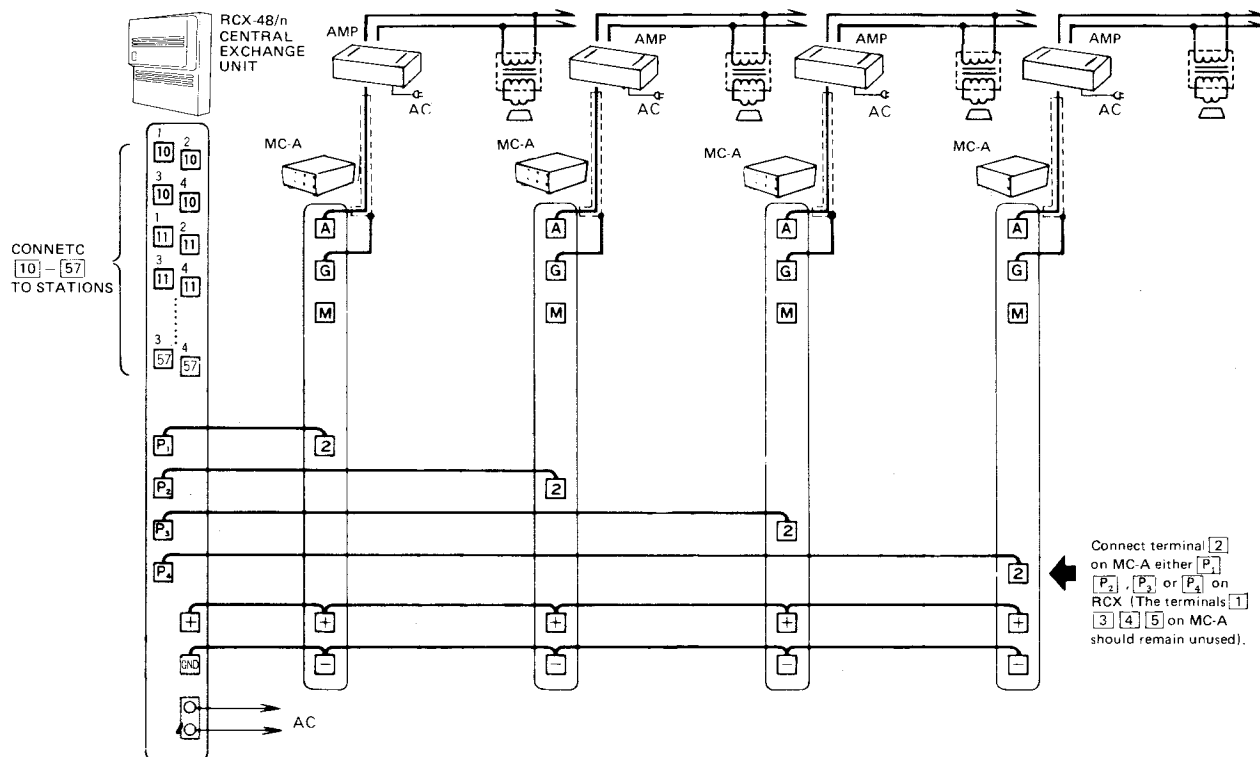 RCX-48/n
CENTRAL
EXCHANGE
UNIT
AMP
AMP
AMP
AMP
AC
AC
AC
AC
MC-A
MC-A
MC-A
MC-A
1 2
10 10
3 4
10 10
1 2
11 11
3 4
11 11
3 4
57 57
CONNETC
10 – 57
TO STATIONS
A A A A
G G G G
M M M M
P1 2
P2 2
P3 2
P4 2
+ + + + +
GND − − − −
AC
Connect terminal 2
on MC-A either P1
P2 , P3 or P4 on
RCX (The terminals 1
3 4 5 on MC-A
should remain unused).